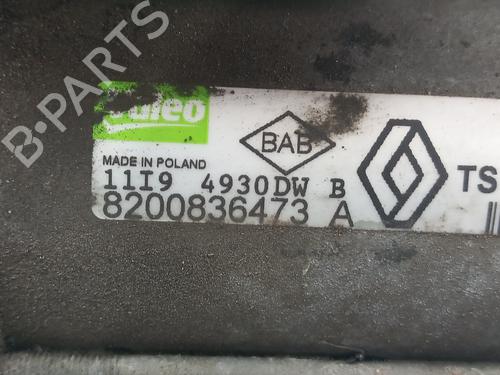 Valeo
BAB
MADE IN POLAND
11I9 4930DW B
TS
8200836473 A
B-PARTS